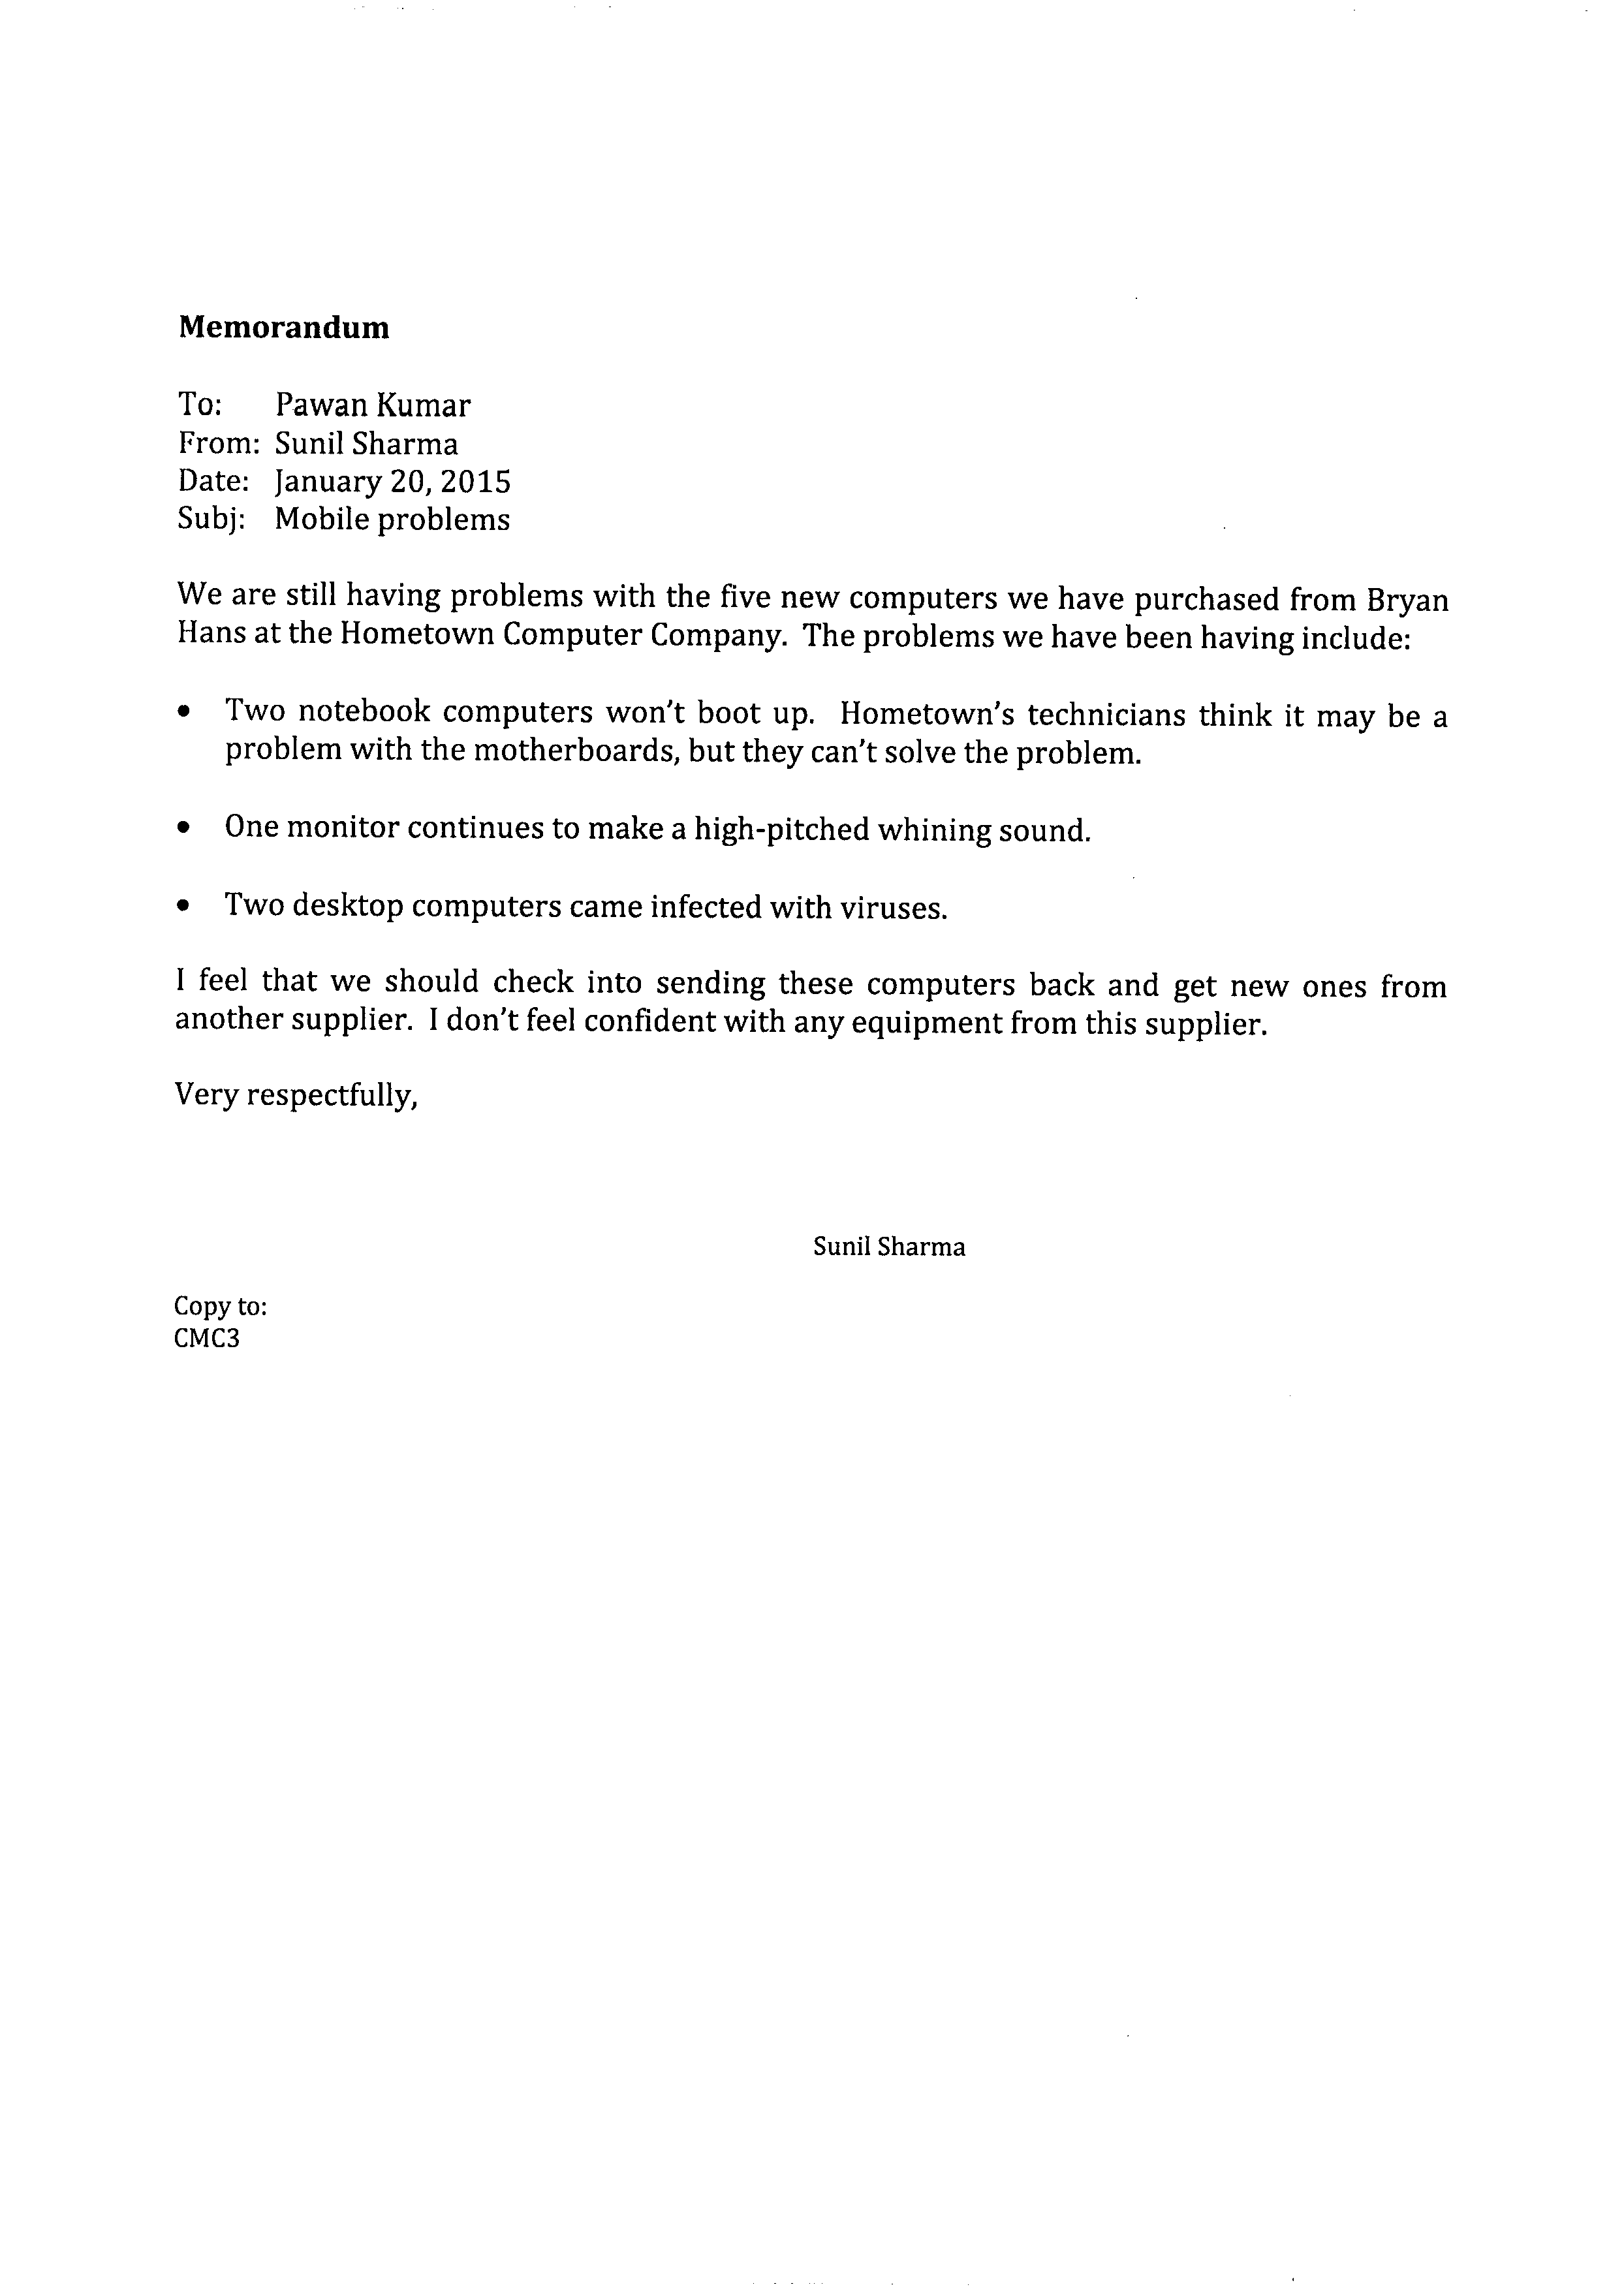 Memorandum
To: Pawan Kumar
From: Sunil Sharma
Date: January 20, 2015
Subj: Mobile problems
We are still having problems with the five new computers we have purchased from Bryan
Hans at the Hometown Computer Company. The problems we have been having include:
• Two notebook computers won't boot up. Hometown's technicians think it may be a
problem with the motherboards, but they can't solve the problem.
• One monitor continues to make a high-pitched whining sound.
• Two desktop computers came infected with viruses.
I feel that we should check into sending these computers back and get new ones from
another supplier. I don't feel confident with any equipment from this supplier.
Very respectfully,
Sunil Sharma
Copy to:
CMC3